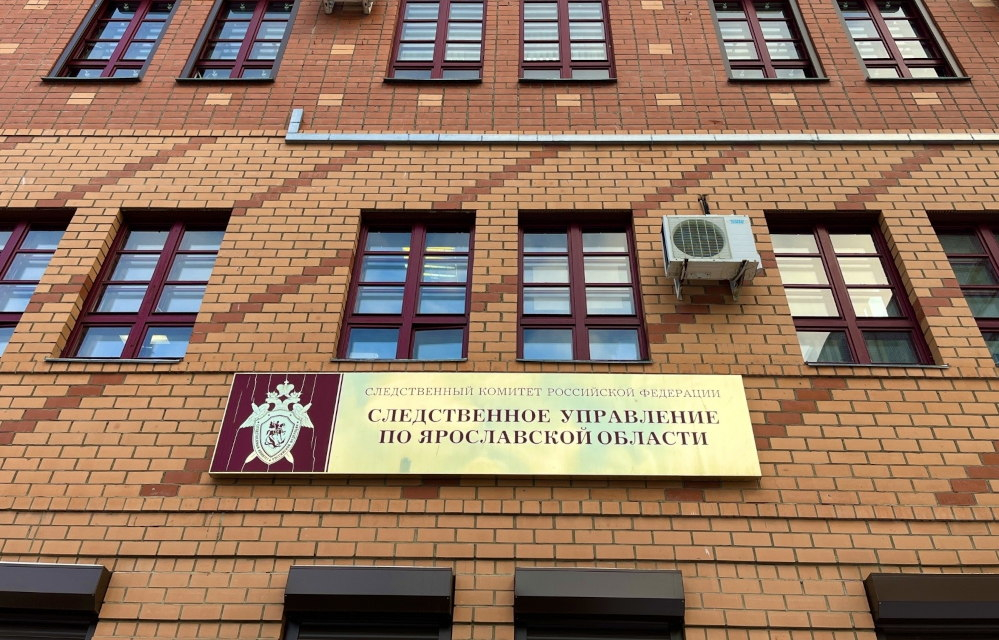 СЛЕДСТВЕННЫЙ КОМИТЕТ РОССИЙСКОЙ ФЕДЕРАЦИИ
СЛЕДСТВЕННОЕ УПРАВЛЕНИЕ
ПО ЯРОСЛАВСКОЙ ОБЛАСТИ